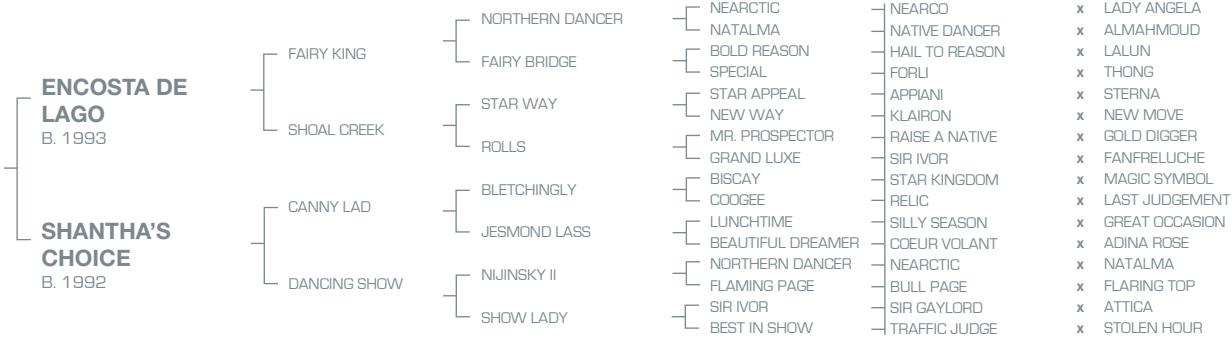 ENCOSTA DE
LAGO
B. 1993
SHANTHA'S
CHOICE
B. 1992
FAIRY KING
SHOAL CREEK
CANNY LAD
DANCING SHOW
NORTHERN DANCER
FAIRY BRIDGE
STAR WAY
ROLLS
BLETCHINGLY
JESMOND LASS
NIJINSKY II
SHOW LADY
NEARCTIC
NATALMA
BOLD REASON
SPECIAL
STAR APPEAL
NEW WAY
MR. PROSPECTOR
GRAND LUXE
BISCAY
COOGEE
LUNCHTIME
BEAUTIFUL DREAMER
NORTHERN DANCER
FLAMING PAGE
SIR IVOR
BEST IN SHOW
NEARCO x LADY ANGELA
NATIVE DANCER x ALMAHMOUD
HAIL TO REASON x LALUN
FORLI x THONG
APPIANI x STERNA
KLAIRON x NEW MOVE
RAISE A NATIVE x GOLD DIGGER
SIR IVOR x FANFRELUCHE
STAR KINGDOM x MAGIC SYMBOL
RELIC x LAST JUDGEMENT
SILLY SEASON x GREAT OCCASION
COEUR VOLANT x ADINA ROSE
NEARCTIC x NATALMA
BULL PAGE x FLARING TOP
SIR GAYLORD x ATTICA
TRAFFIC JUDGE x STOLEN HOUR